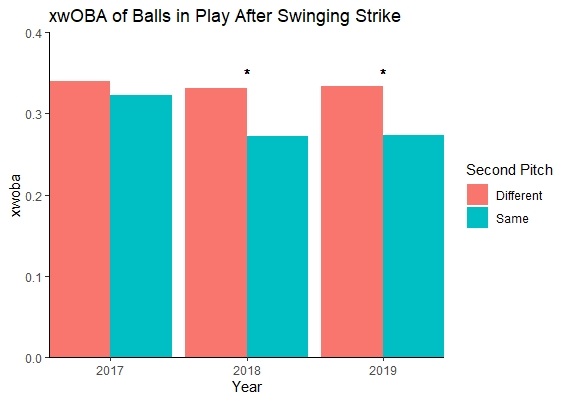 xwOBA of Balls in Play After Swinging Strike
0.4
0.3
0.2
0.1
0.0
xwoba
* *
2017 2018 2019
Year
Second Pitch
Different
Same